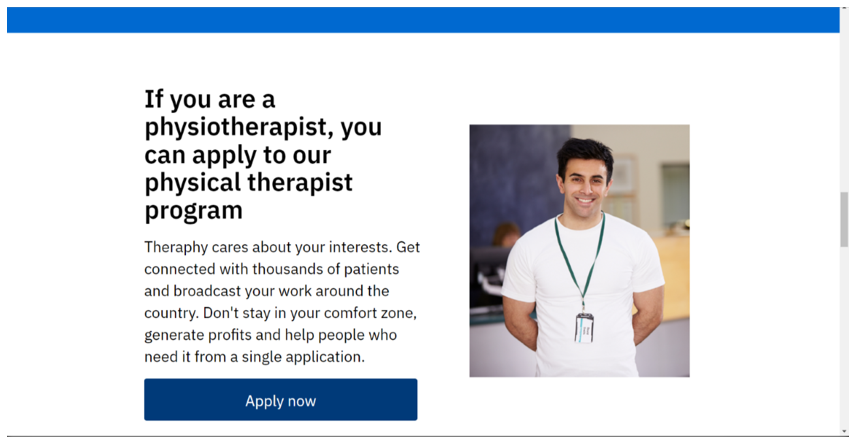 If you are a
physiotherapist, you
can apply to our
physical therapist
program
Theraphy cares about your interests. Get
connected with thousands of patients
and broadcast your work around the
country. Don't stay in your comfort zone,
generate profits and help people who
need it from a single application.
Apply now